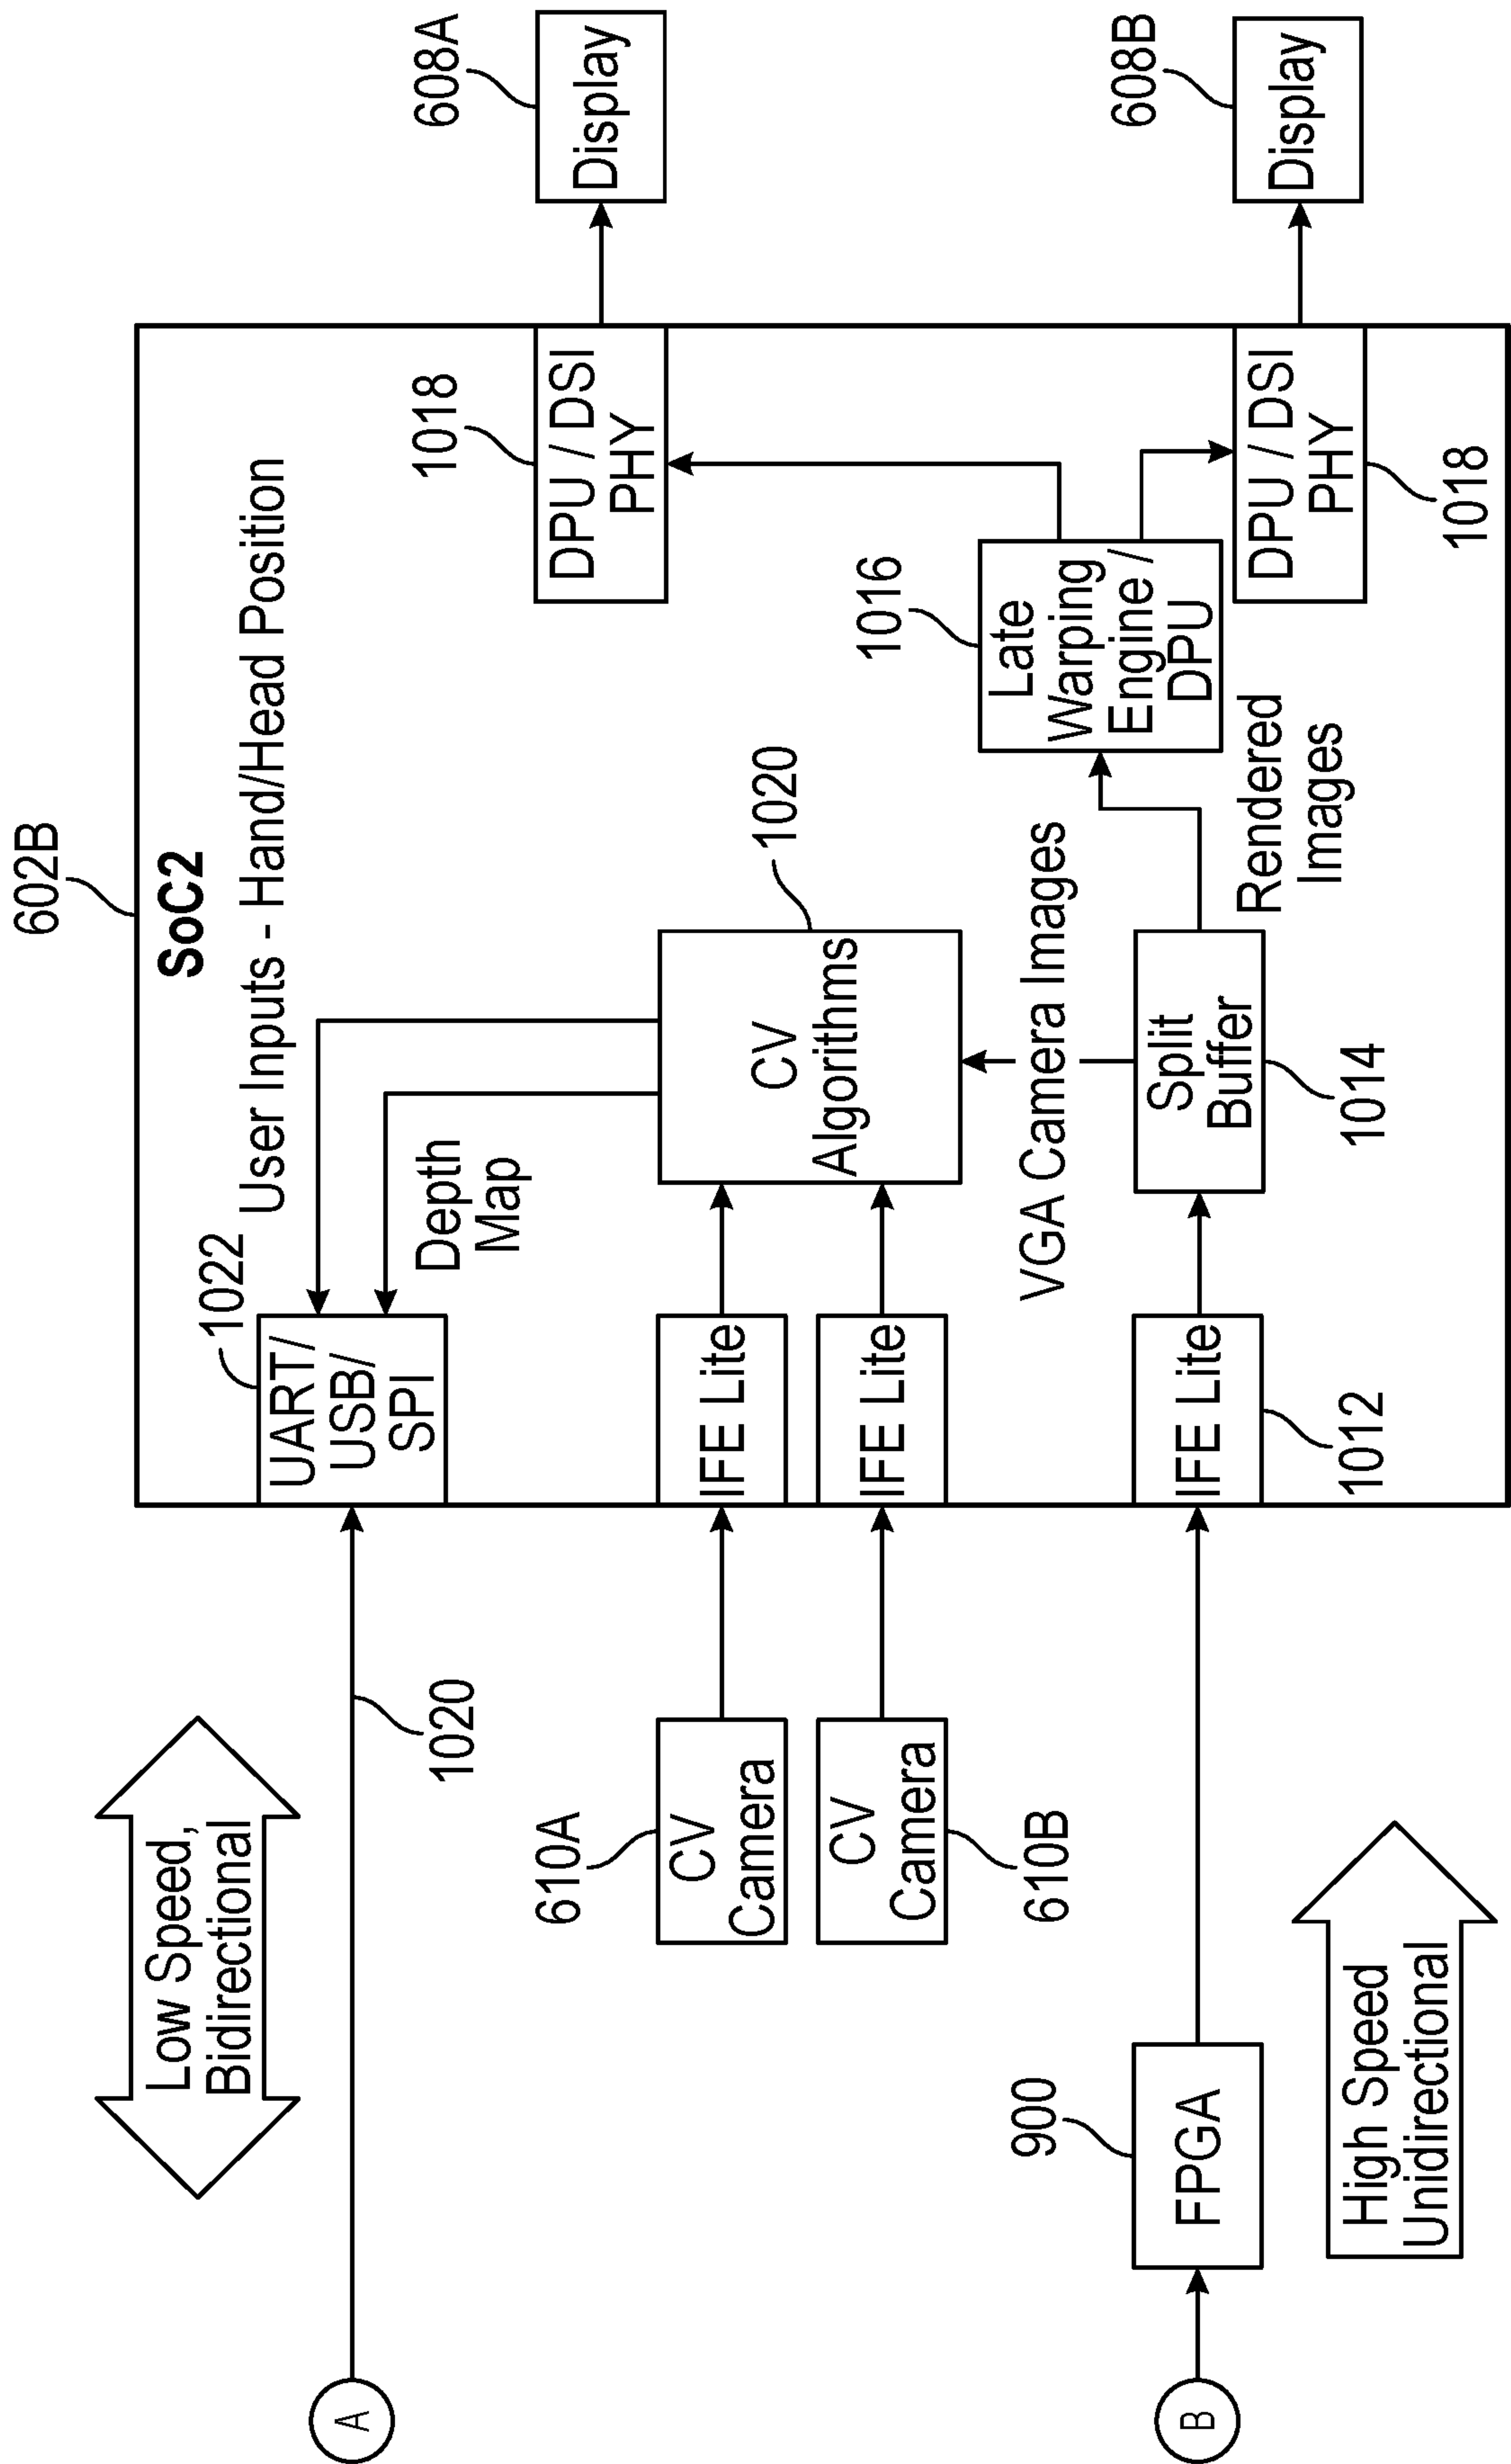 602B
SoC2
User Inputs - Hand/Head Position
Low Speed,
Bidirectional
A
1020
1022
UART/
USB/
SPI
Depth
Map
1018
DPU / DSI
PHY
608A
Display
610A
CV
Camera
IFE Lite
CV
Algorithms
1020
CV
Camera
610B
IFE Lite
VGA Camera Images
1016
Late
Warping
Engine /
DPU
B
900
FPGA
IFE Lite
1012
Split
Buffer
1014
Rendered
Images
DPU / DSI
PHY
1018
608B
Display
High Speed
Unidirectional